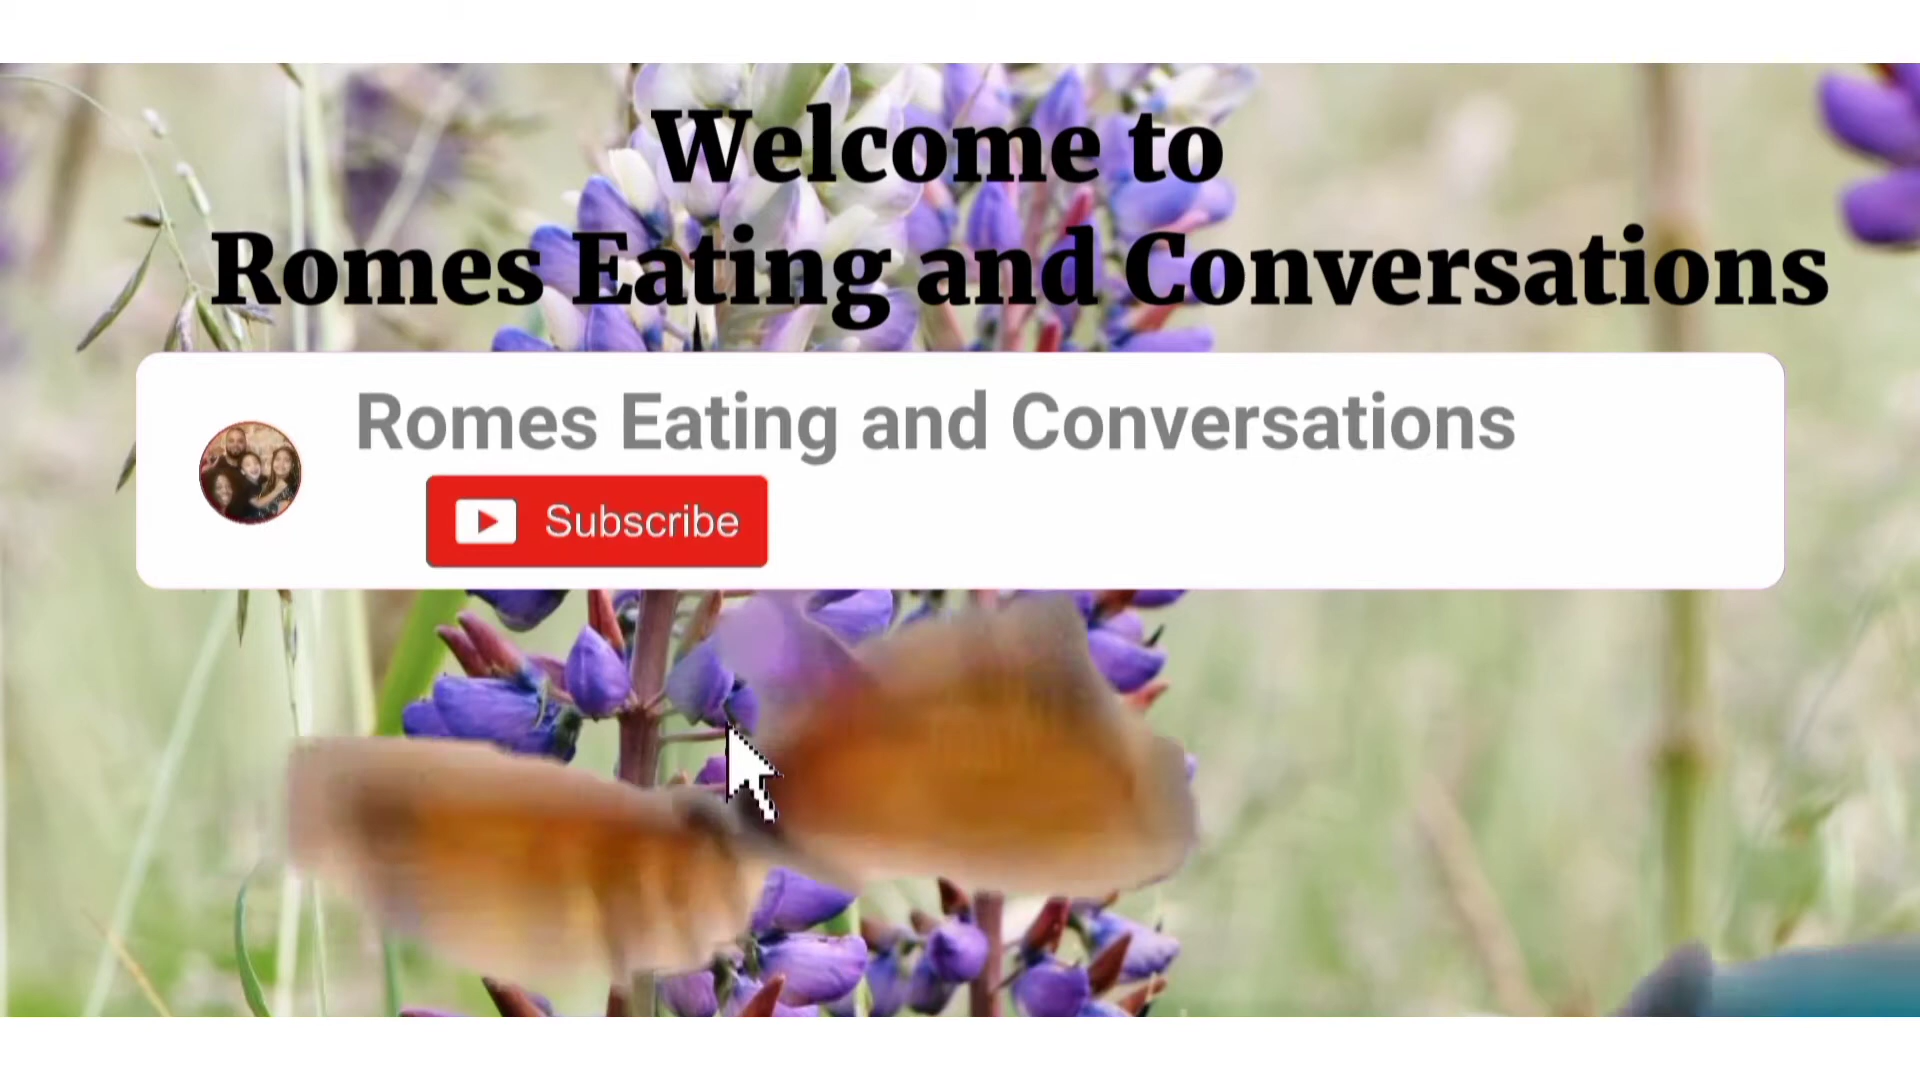 Welcome to
Romes Eating and Conversations
Romes Eating and Conversations
Subscribe